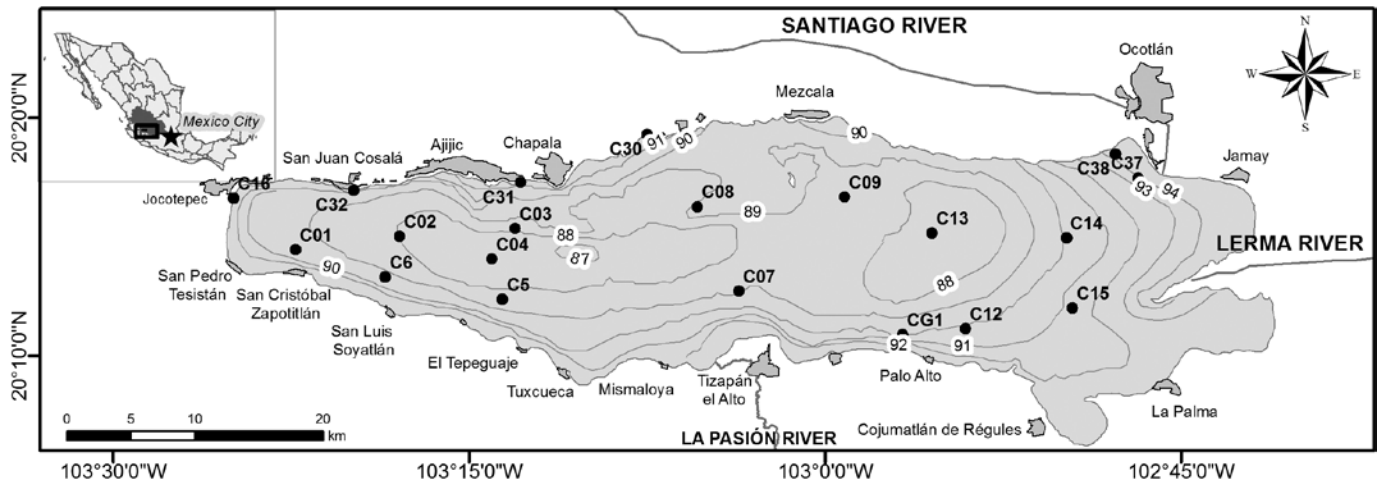 SANTIAGO RIVER
Ocotlán
N
W
E
S
20°20'0"N
Mexico City
Mezcala
90
C30
91
90
Chapala
Ajijic
San Juan Cosalá
C38
C37
93
94
Jamay
C16
Jocotepec
C32
C31
C08
C09
89
C02
C03
C13
C14
88
C01
C04
LERMA RIVER
87
90
C6
San Pedro
Tesistán
C5
C07
88
San Cristóbal
Zapotitlán
C15
San Luis
Soyatlán
CG1
C12
92
91
20°10'0"N
El Tepeguaje
Tuxcueca
Mismaloya
Tizapán
el Alto
Palo Alto
La Palma
0
5
10
20
km
LA PASIÓN RIVER
Cojumatlán de Régules
103°30'0"W
103°15'0"W
103°0'0"W
102°45'0"W